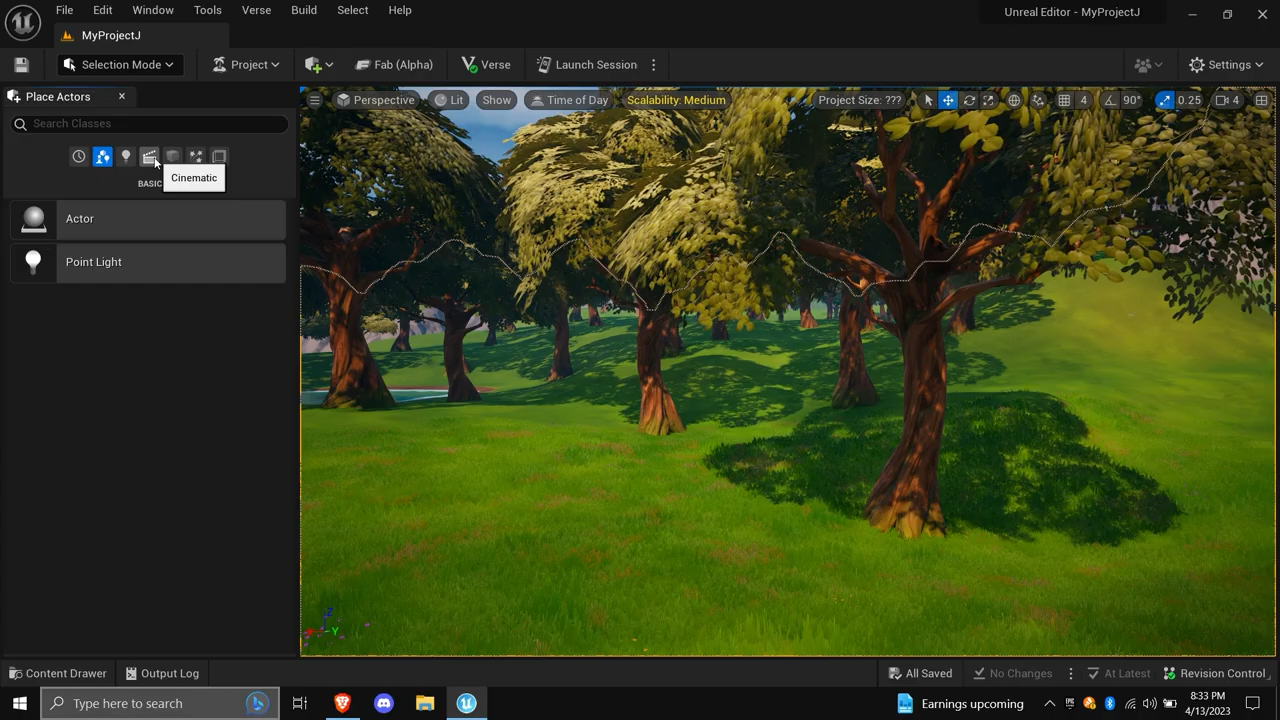 File Edit Window Tools Verse Build Select Help
Unreal Editor - MyProjectJ
MyProjectJ
Selection Mode
Project
Fab (Alpha)
Verse
Launch Session
Settings
Place Actors
Search Classes
Cinematic
BASIC
Actor
Point Light
Perspective
Lit
Show
Time of Day
Scalability: Medium
Project Size: ???
4
90°
0.25
4
Z
Y
Content Drawer
Output Log
All Saved
No Changes
At Latest
Revision Control
Type here to search
Earnings upcoming
8:33 PM
4/13/2023